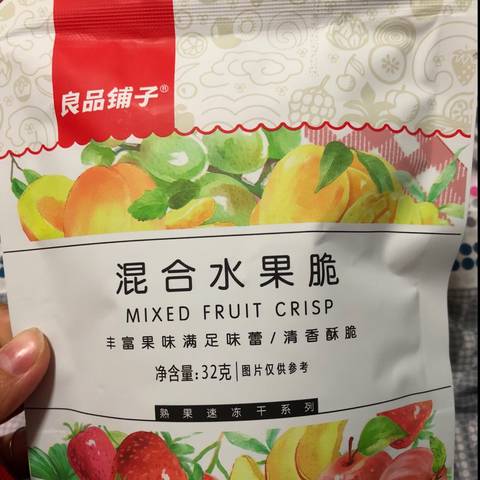 良品铺子®
混合水果脆
MIXED FRUIT CRISP
丰富果味满足味蕾/清香酥脆
净含量:32克|图片仅供参考
熟果速冻干系列